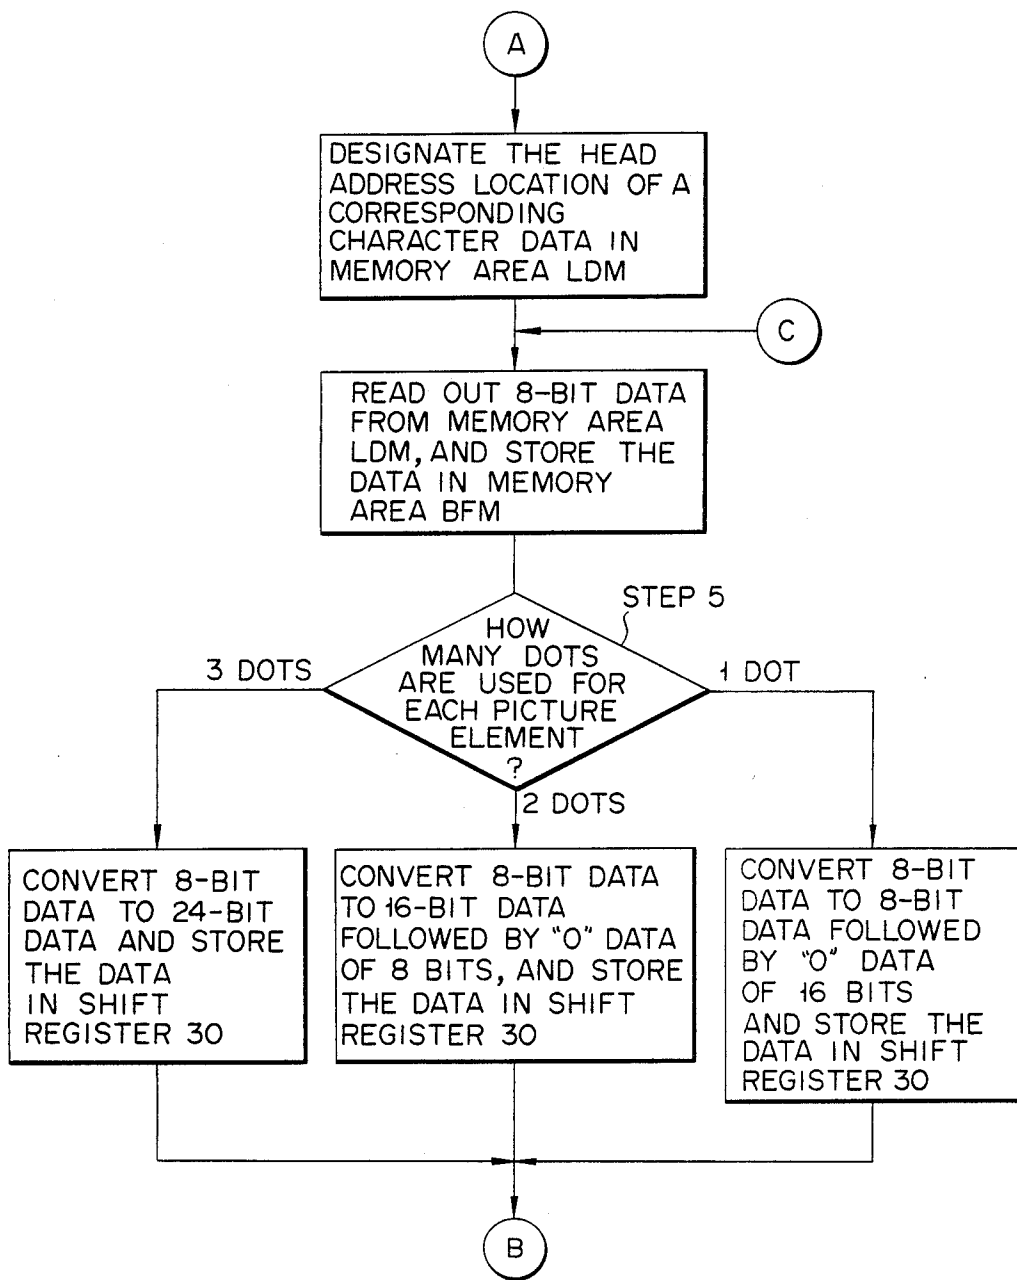 A
DESIGNATE THE HEAD
ADDRESS LOCATION OF A
CORRESPONDING
CHARACTER DATA IN
MEMORY AREA LDM
C
READ OUT 8-BIT DATA
FROM MEMORY AREA
LDM, AND STORE THE
DATA IN MEMORY
AREA BFM
STEP 5
HOW
MANY DOTS
ARE USED FOR
EACH PICTURE
ELEMENT
?
3 DOTS
1 DOT
2 DOTS
CONVERT 8-BIT
DATA TO 24-BIT
DATA AND STORE
THE DATA
IN SHIFT
REGISTER 30
CONVERT 8-BIT DATA
TO 16-BIT DATA
FOLLOWED BY "0" DATA
OF 8 BITS, AND STORE
THE DATA IN SHIFT
REGISTER 30
CONVERT 8-BIT
DATA TO 8-BIT
DATA FOLLOWED
BY "0" DATA
OF 16 BITS
AND STORE THE
DATA IN SHIFT
REGISTER 30
B